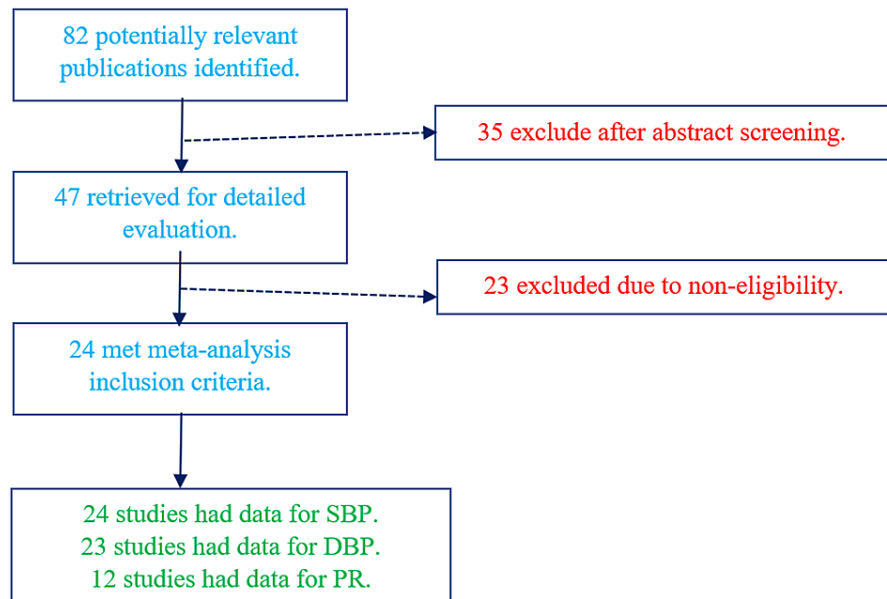 82 potentially relevant
publications identified.
35 exclude after abstract screening.
47 retrieved for detailed
evaluation.
23 excluded due to non-eligibility.
24 met meta-analysis
inclusion criteria.
24 studies had data for SBP.
23 studies had data for DBP.
12 studies had data for PR.